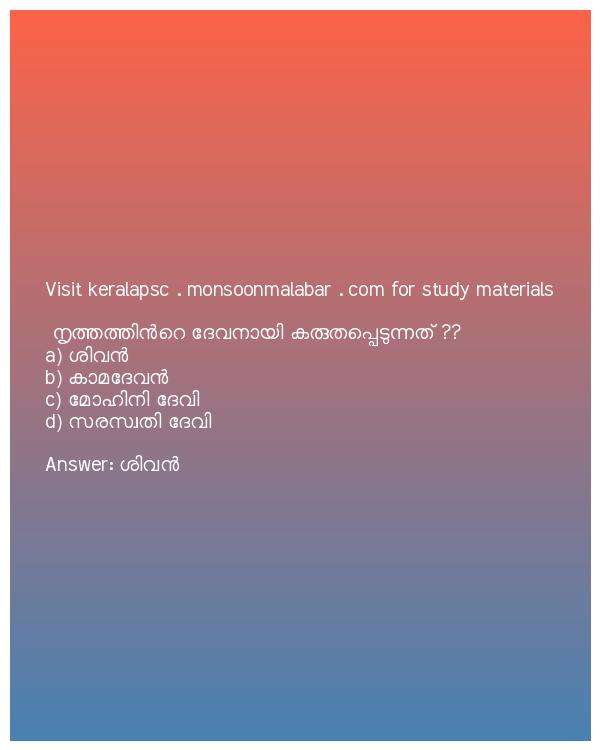 Visit keralapsc . monsoonmalabar . com for study materials
നൃത്തത്തിൻറെ ദേവനായി കരുതപ്പെടുന്നത് ??
a) ശിവൻ
b) കാമദേവൻ
c) മോഹിനി ദേവി
d) സരസ്വതി ദേവി
Answer: ശിവൻ